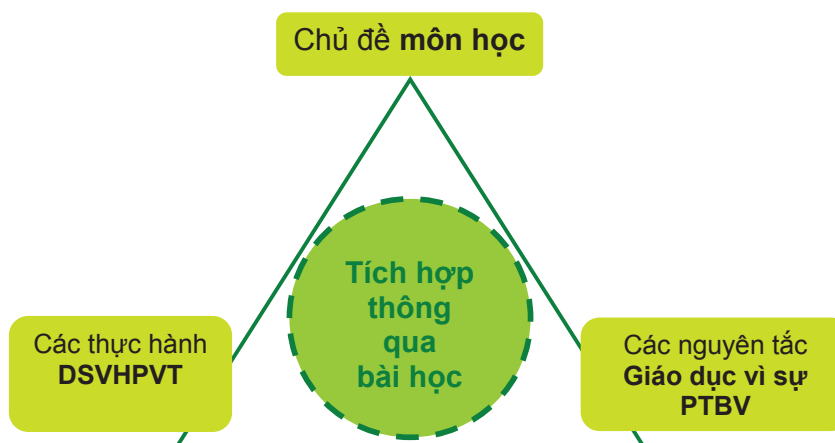 Chủ đề môn học
Tích hợp
thông
qua
bài học
Các thực hành
DSVHPVT
Các nguyên tắc
Giáo dục vì sự
PTBV